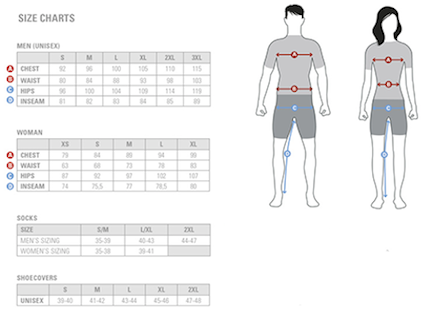 SIZE CHARTS
MEN (UNISEX)
S M L XL 2XL 3XL
A CHEST 92 96 100 105 110 115
B WAIST 80 84 88 93 98 103
C HIPS 96 100 104 109 114 119
D INSEAM 81 82 83 84 85 86
WOMAN
XS S M L XL
A CHEST 79 84 89 94 99
B WAIST 63 68 73 78 83
C HIPS 87 92 97 102 107
D INSEAM 74 75,5 77 78,5 80
SOCKS
SIZE S/M L/XL 2XL
MEN'S SIZING 35-39 40-43 44-47
WOMEN'S SIZING 35-38 39-41
SHOECOVERS
S M L XL 2XL
UNISEX 39-40 41-42 43-44 45-46 47-48
A
B
C
D
A
B
C
D